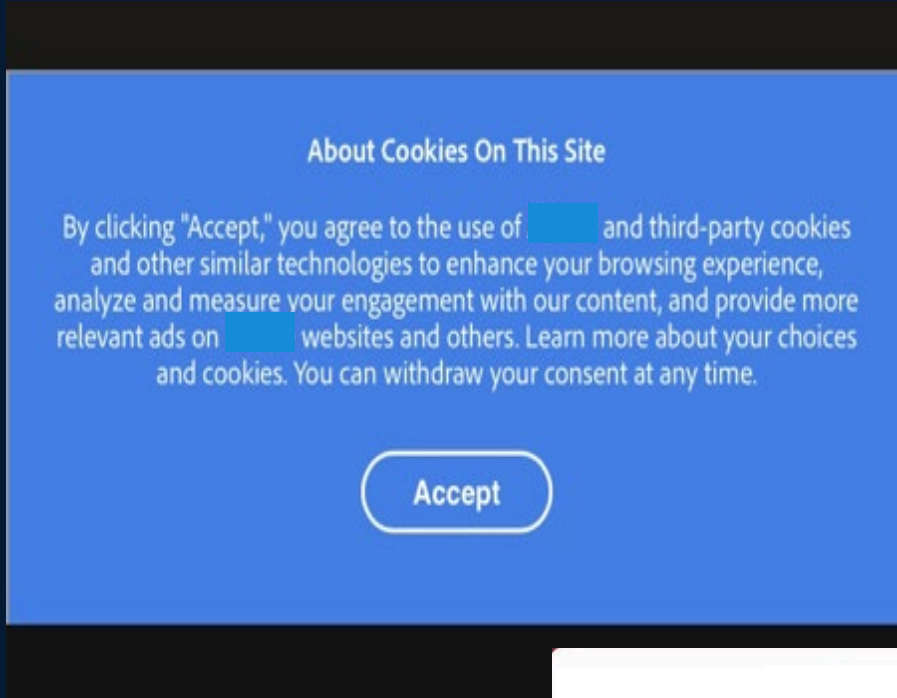 About Cookies On This Site
By clicking "Accept," you agree to the use of and third-party cookies
and other similar technologies to enhance your browsing experience,
analyze and measure your engagement with our content, and provide more
relevant ads on websites and others. Learn more about your choices
and cookies. You can withdraw your consent at any time.
Accept